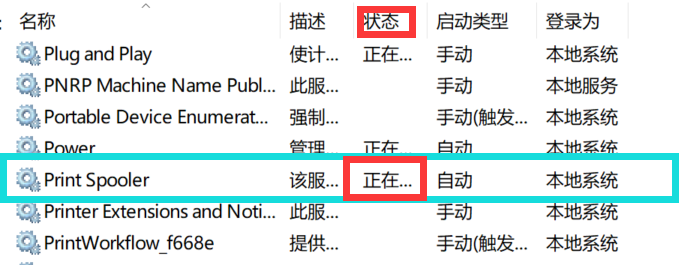 名称 描述 状态 启动类型 登录为
Plug and Play 使计... 正在... 手动 本地系统
PNRP Machine Name Publ... 此服... 手动 本地服务
Portable Device Enumerat... 强制... 手动(触发... 本地系统
Power 管理... 正在... 自动 本地系统
Print Spooler 该服... 正在... 自动 本地系统
Printer Extensions and Noti... 此服... 手动 本地系统
PrintWorkflow_f668e 提供... 手动(触发... 本地系统